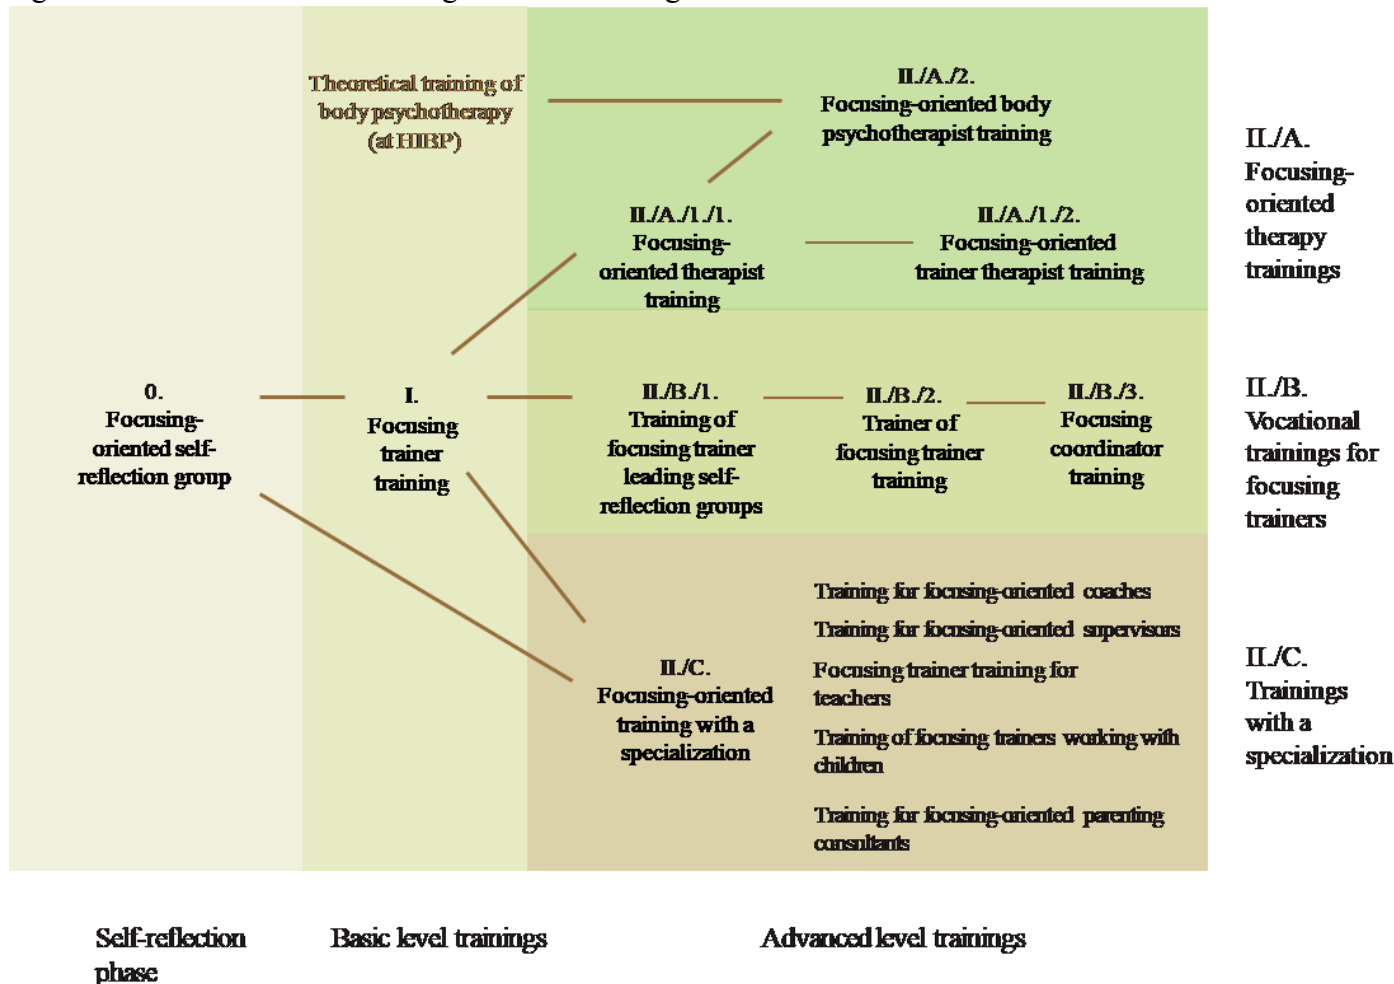 Theoretical training of
body psychotherapy
(at HIBP)
II./A./2.
Focusing-oriented body
psychotherapist training
II./A./1./1.
Focusing-
oriented therapist
training
II./A./1./2.
Focusing-oriented
trainer therapist training
II./A.
Focusing-
oriented
therapy
trainings
0.
Focusing-
oriented self-
reflection group
I.
Focusing
trainer
training
II./B./1.
Training of
focusing trainer
leading self-
reflection groups
II./B./2.
Trainer of
focusing trainer
training
II./B./3.
Focusing
coordinator
training
II./B.
Vocational
trainings for
focusing
trainers
II./C.
Focusing-oriented
training with a
specialization
Training for focusing-oriented coaches
Training for focusing-oriented supervisors
Focusing trainer training for
teachers
Training of focusing trainers working with
children
Training for focusing-oriented parenting
consultants
II./C.
Trainings
with a
specialization
Self-reflection
phase
Basic level trainings
Advanced level trainings